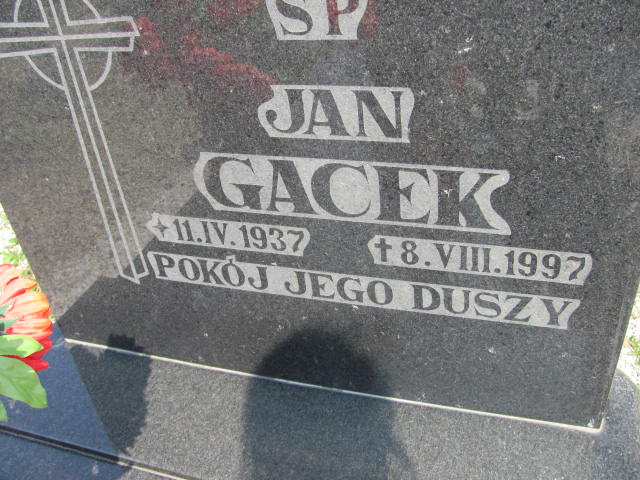 SP
JAN
GACEK
11.IV.1937 †8.VIII.1997
POKÓJ JEGO DUSZY